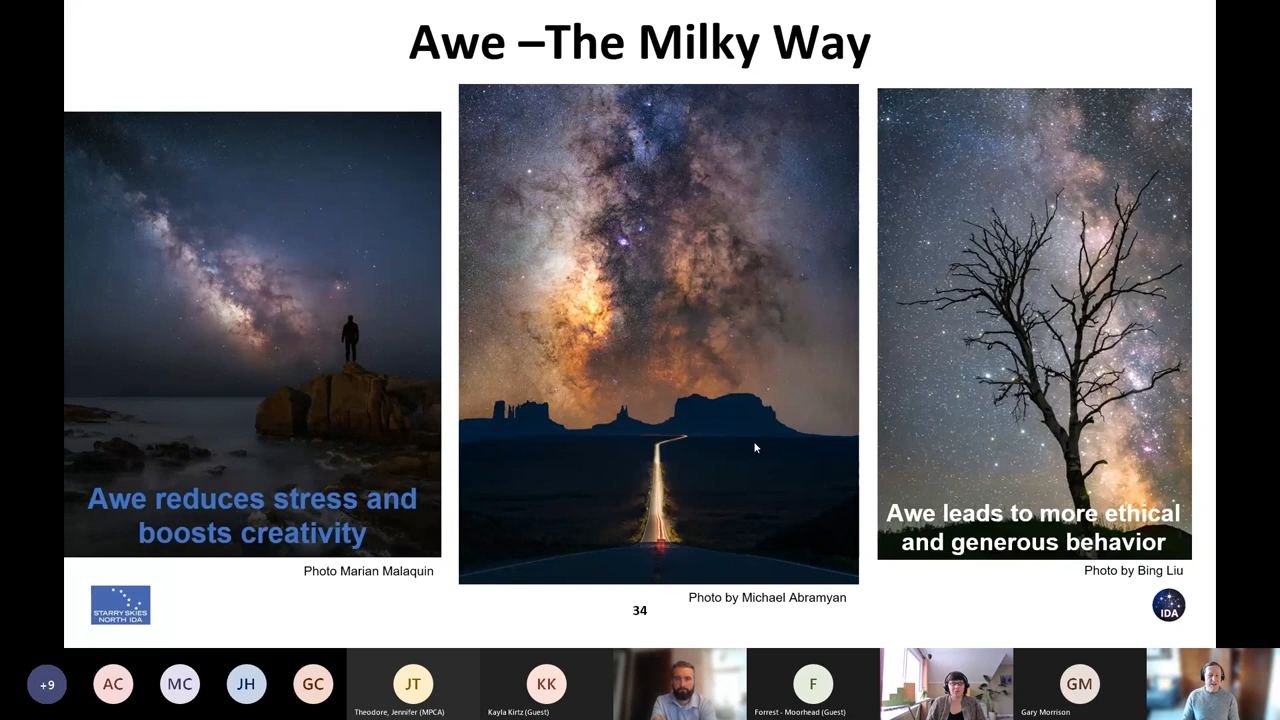 Awe –The Milky Way
Awe reduces stress and
boosts creativity
Awe leads to more ethical
and generous behavior
Photo Marian Malaquin
Photo by Michael Abramyan
Photo by Bing Liu
STARRY SKIES
NORTH IDA
34
IDA
+9
AC
MC
JH
GC
JT
Theodore, Jennifer (MPCA)
KK
Kayla Kirtz (Guest)
F
Forrest - Moorhead (Guest)
GM
Gary Morrison